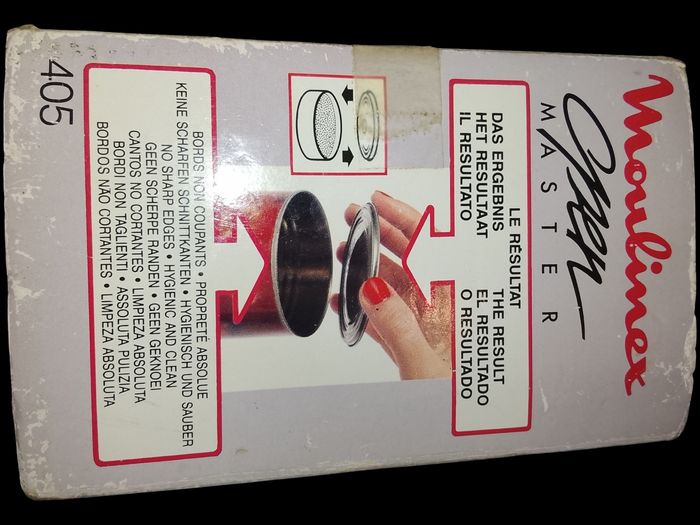 Moulinex
Open
MASTER
LE RÉSULTAT THE RESULT
DAS ERGEBNIS EL RESULTADO
HET RESULTAAT O RESULTADO
IL RESULTATO
BORDS NON COUPANTS • PROPRETÉ ABSOLUE
KEINE SCHARFEN SCHNITTKANTEN • HYGIENISCH UND SAUBER
NO SHARP EDGES • HYGIENIC AND CLEAN
GEEN SCHERPE RANDEN • GEEN GEKNOEI
CANTOS NO CORTANTES • LIMPIEZA ABSOLUTA
BORDI NON TAGLIENTI • ASSOLUTA PULIZIA
BORDOS NÃO CORTANTES • LIMPEZA ABSOLUTA
405